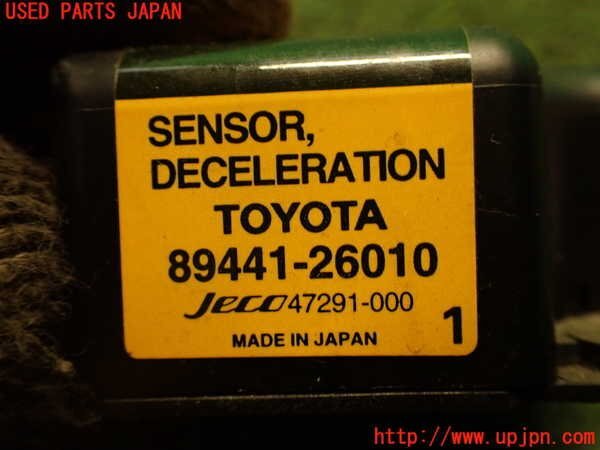 USED PARTS JAPAN
SENSOR,
DECELERATION
TOYOTA
89441-26010
Jeco 47291-000
MADE IN JAPAN
1
http://www.upjpn.com/